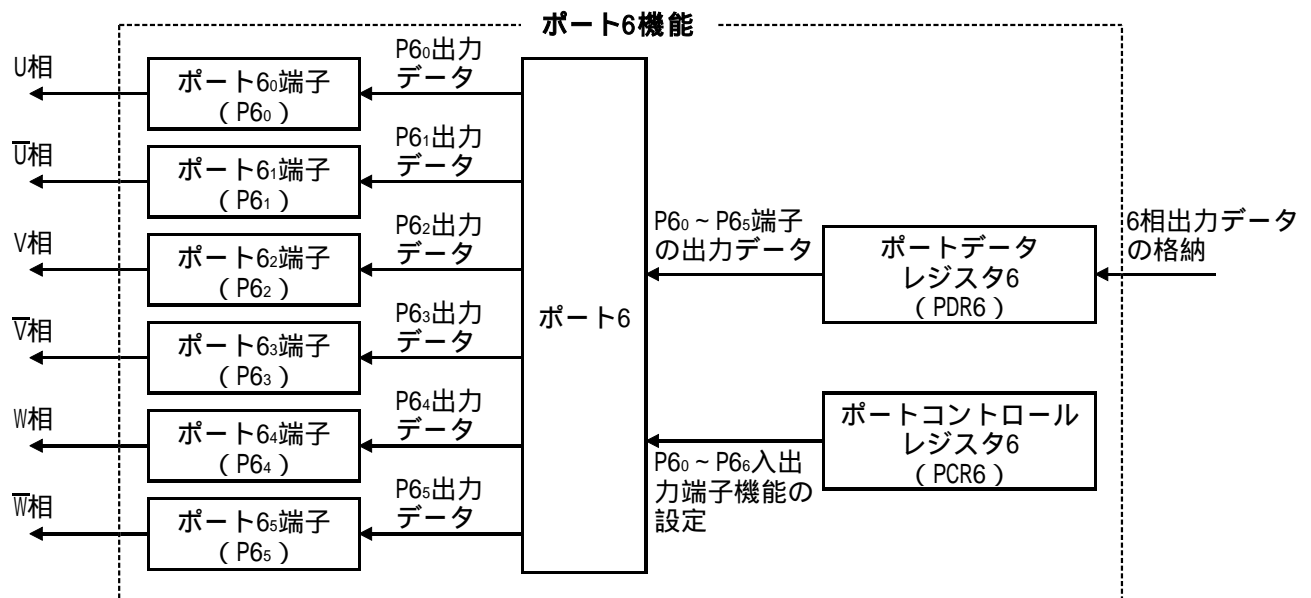 ポート6機能
U相
ポート6₀端子
(P6₀)
P6₀出力
データ
U̅相
ポート6₁端子
(P6₁)
P6₁出力
データ
V相
ポート6₂端子
(P6₂)
P6₂出力
データ
V̅相
ポート6₃端子
(P6₃)
P6₃出力
データ
W相
ポート6₄端子
(P6₄)
P6₄出力
データ
W̅相
ポート6₅端子
(P6₅)
P6₅出力
データ
ポート6
P6₀~P6₅端子
の出力データ
ポートデータ
レジスタ6
(PDR6)
6相出力データ
の格納
P6₀~P6₆入出
力端子機能の
設定
ポートコントロール
レジスタ6
(PCR6)